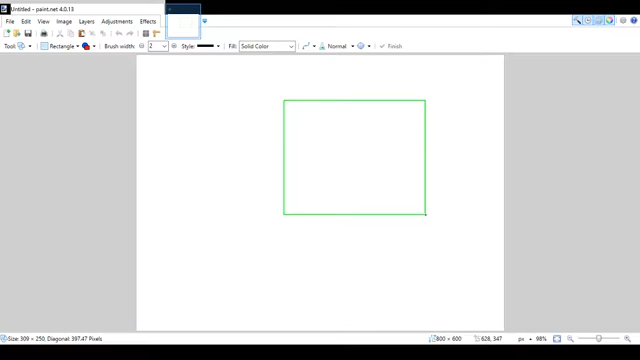 Untitled - paint.net 4.0.13
File Edit View Image Layers Adjustments Effects
Tool: Rectangle Brush width: 2 Style: Fill: Solid Color Normal Finish
Size: 309 × 250, Diagonal: 397.47 Pixels 800 × 600 628, 347 px 98%